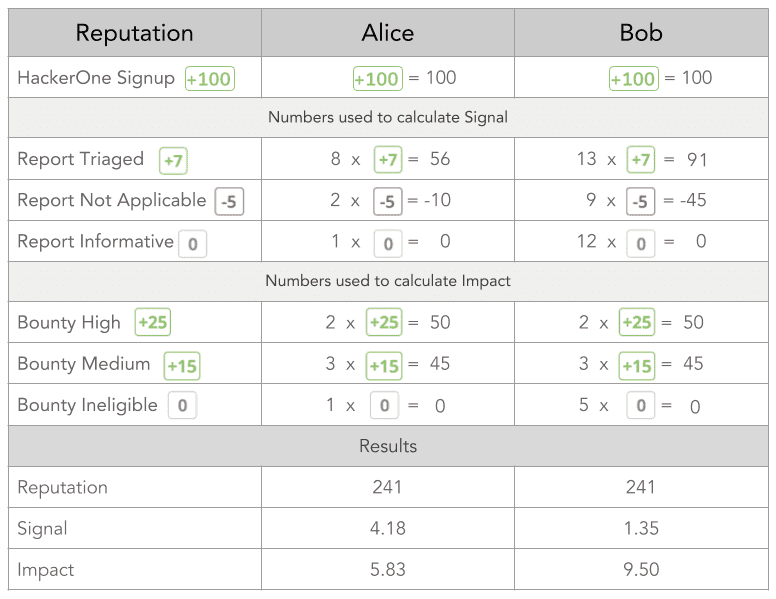 Reputation Alice Bob
HackerOne Signup +100 +100 = 100 +100 = 100
Numbers used to calculate Signal
Report Triaged +7 8 x +7 = 56 13 x +7 = 91
Report Not Applicable -5 2 x -5 = -10 9 x -5 = -45
Report Informative 0 1 x 0 = 0 12 x 0 = 0
Numbers used to calculate Impact
Bounty High +25 2 x +25 = 50 2 x +25 = 50
Bounty Medium +15 3 x +15 = 45 3 x +15 = 45
Bounty Ineligible 0 1 x 0 = 0 5 x 0 = 0
Results
Reputation 241 241
Signal 4.18 1.35
Impact 5.83 9.50